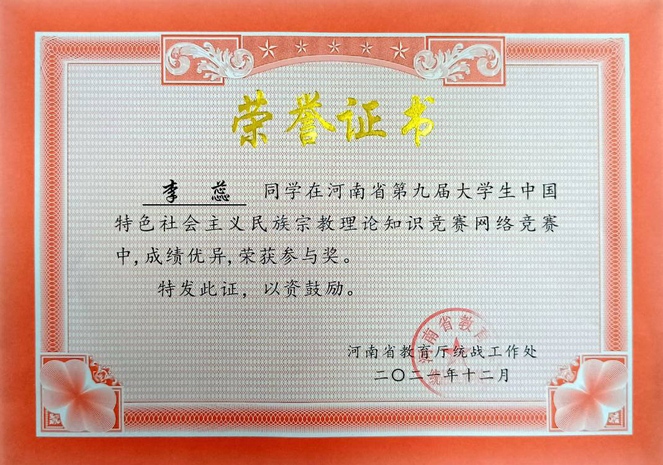 荣誉证书
李蕊 同学在河南省第九届大学生中国
特色社会主义民族宗教理论知识竞赛网络竞赛
中,成绩优异,荣获参与奖。
特发此证，以资鼓励。
河南省教育厅统战工作处
二〇二一年十二月